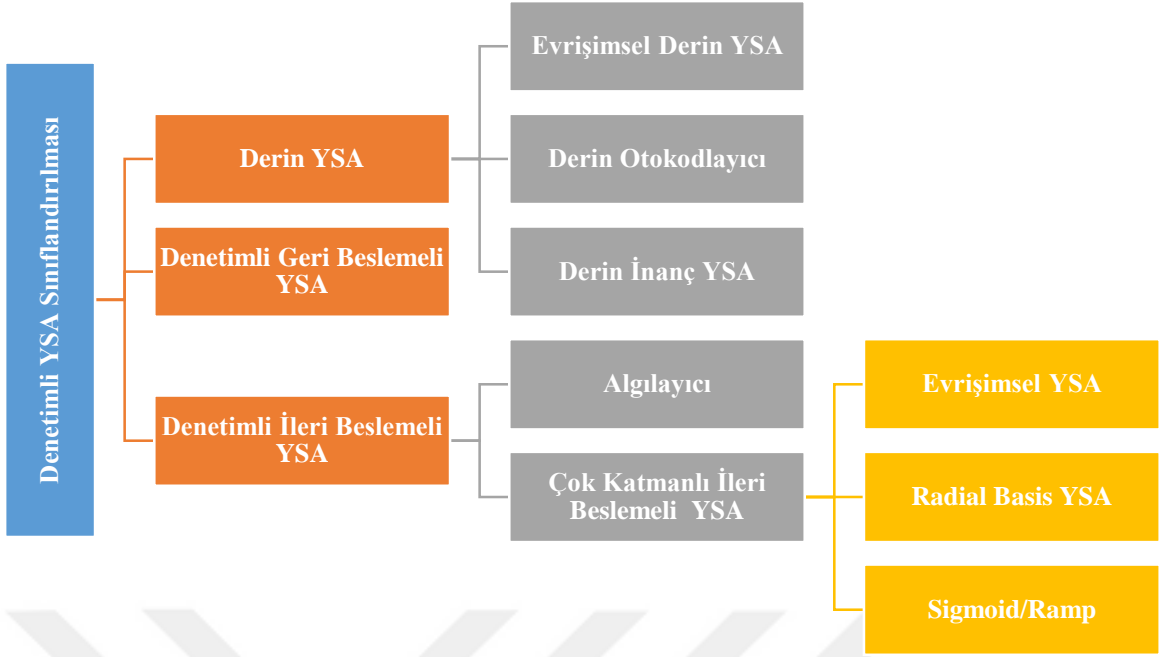 Denetimli YSA Sınıflandırılması
Derin YSA
Evrişimsel Derin YSA
Derin Otokodlayıcı
Derin İnanç YSA
Denetimli Geri Beslemeli
YSA
Denetimli İleri Beslemeli
YSA
Algılayıcı
Çok Katmanlı İleri
Beslemeli YSA
Evrişimsel YSA
Radial Basis YSA
Sigmoid/Ramp